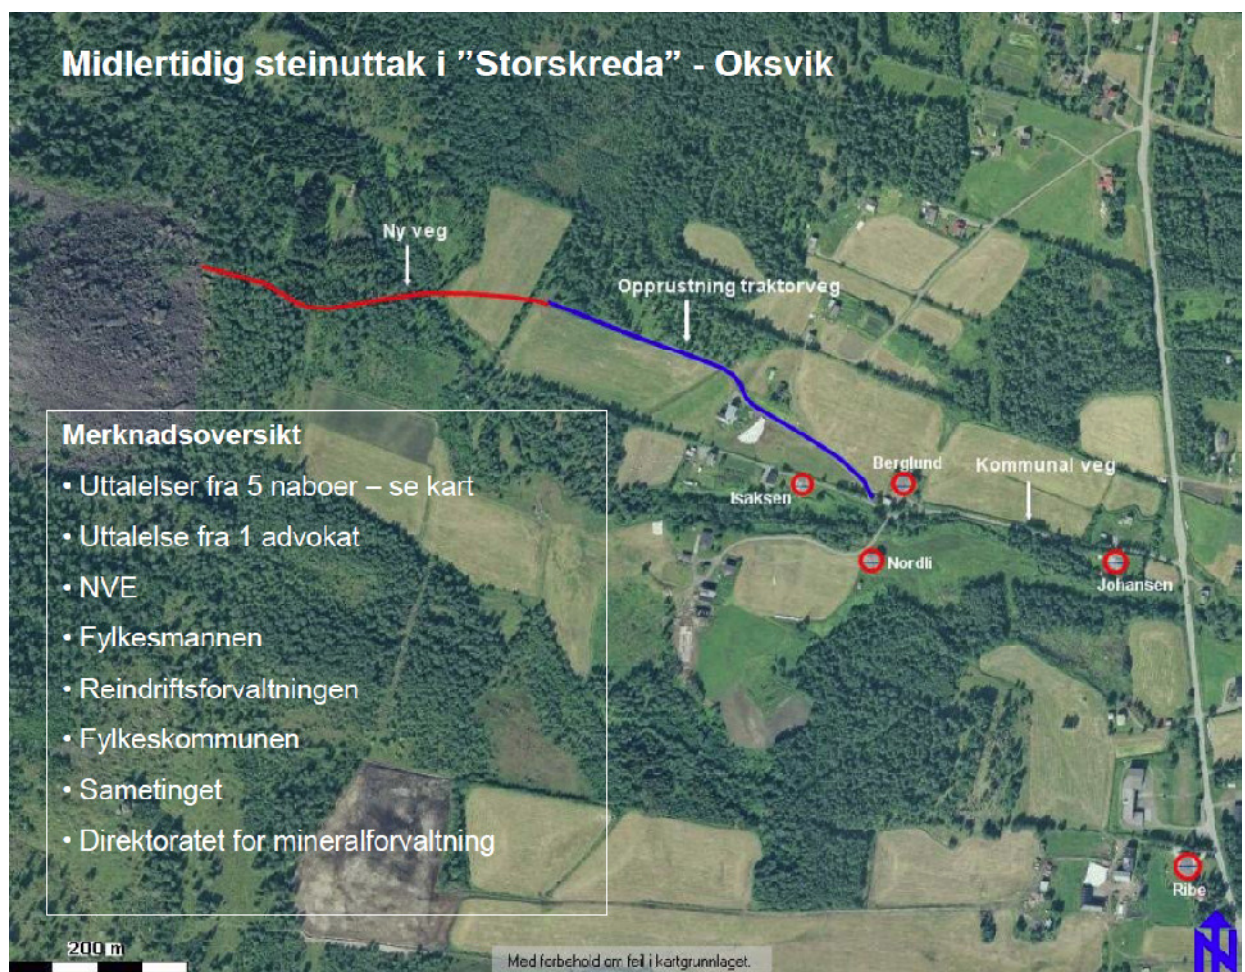 Midlertidig steinuttak i ”Storskreda” - Oksvik
Ny veg
Opprustning traktorveg
Merknadsoversikt
• Uttalelser fra 5 naboer – se kart
• Uttalelse fra 1 advokat
• NVE
• Fylkesmannen
• Reindriftsforvaltningen
• Fylkeskommunen
• Sametinget
• Direktoratet for mineralforvaltning
Berglund
Kommunal veg
Isaksen
Nordli
Johansen
Ribe
200 m
Med forbehold om feil i kartgrunnlaget.
N